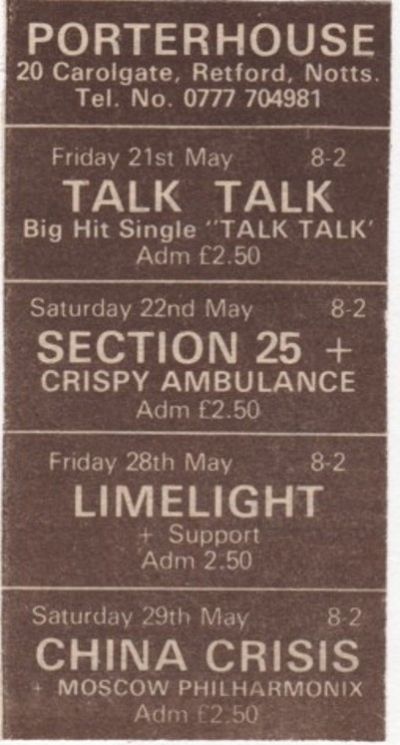 PORTERHOUSE
20 Carolgate, Retford, Notts.
Tel. No. 0777 704981
Friday 21st May 8-2
TALK TALK
Big Hit Single "TALK TALK'
Adm £2.50
Saturday 22nd May 8-2
SECTION 25 +
CRISPY AMBULANCE
Adm £2.50
Friday 28th May 8-2
LIMELIGHT
+ Support
Adm 2.50
Saturday 29th May 8-2
CHINA CRISIS
+ MOSCOW PHILHARMONIX
Adm £2.50